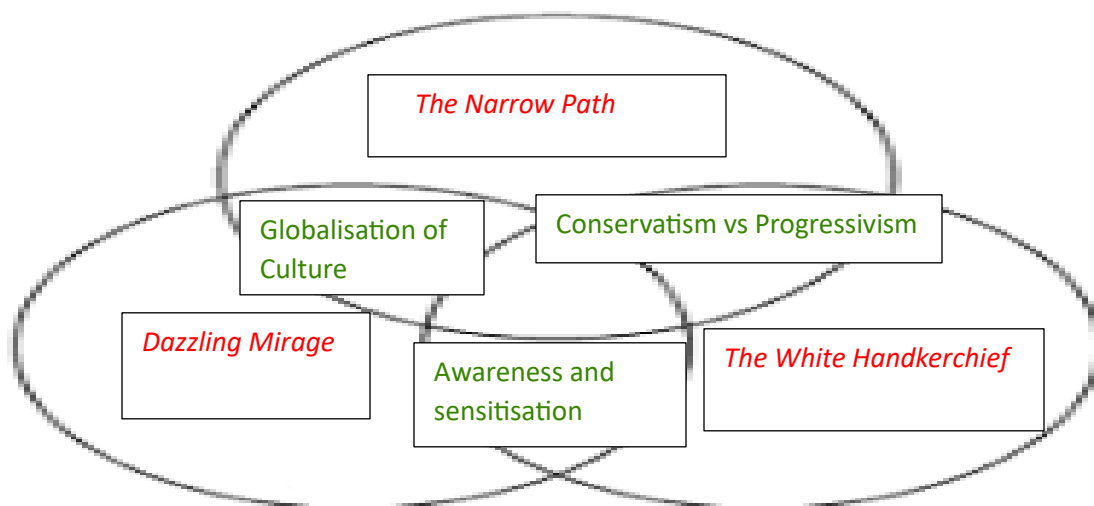 The Narrow Path
Globalisation of
Culture
Conservatism vs Progressivism
Dazzling Mirage
Awareness and
sensitisation
The White Handkerchief